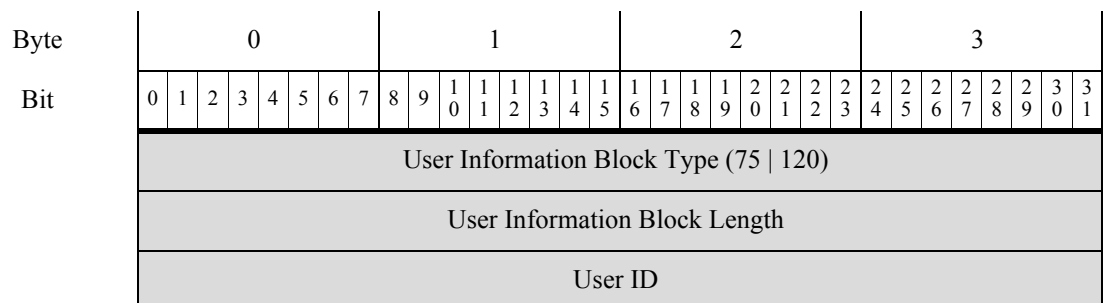 Byte 0 1 2 3
Bit 0 1 2 3 4 5 6 7 8 9 10 11 12 13 14 15 16 17 18 19 20 21 22 23 24 25 26 27 28 29 30 31
User Information Block Type (75 | 120)
User Information Block Length
User ID